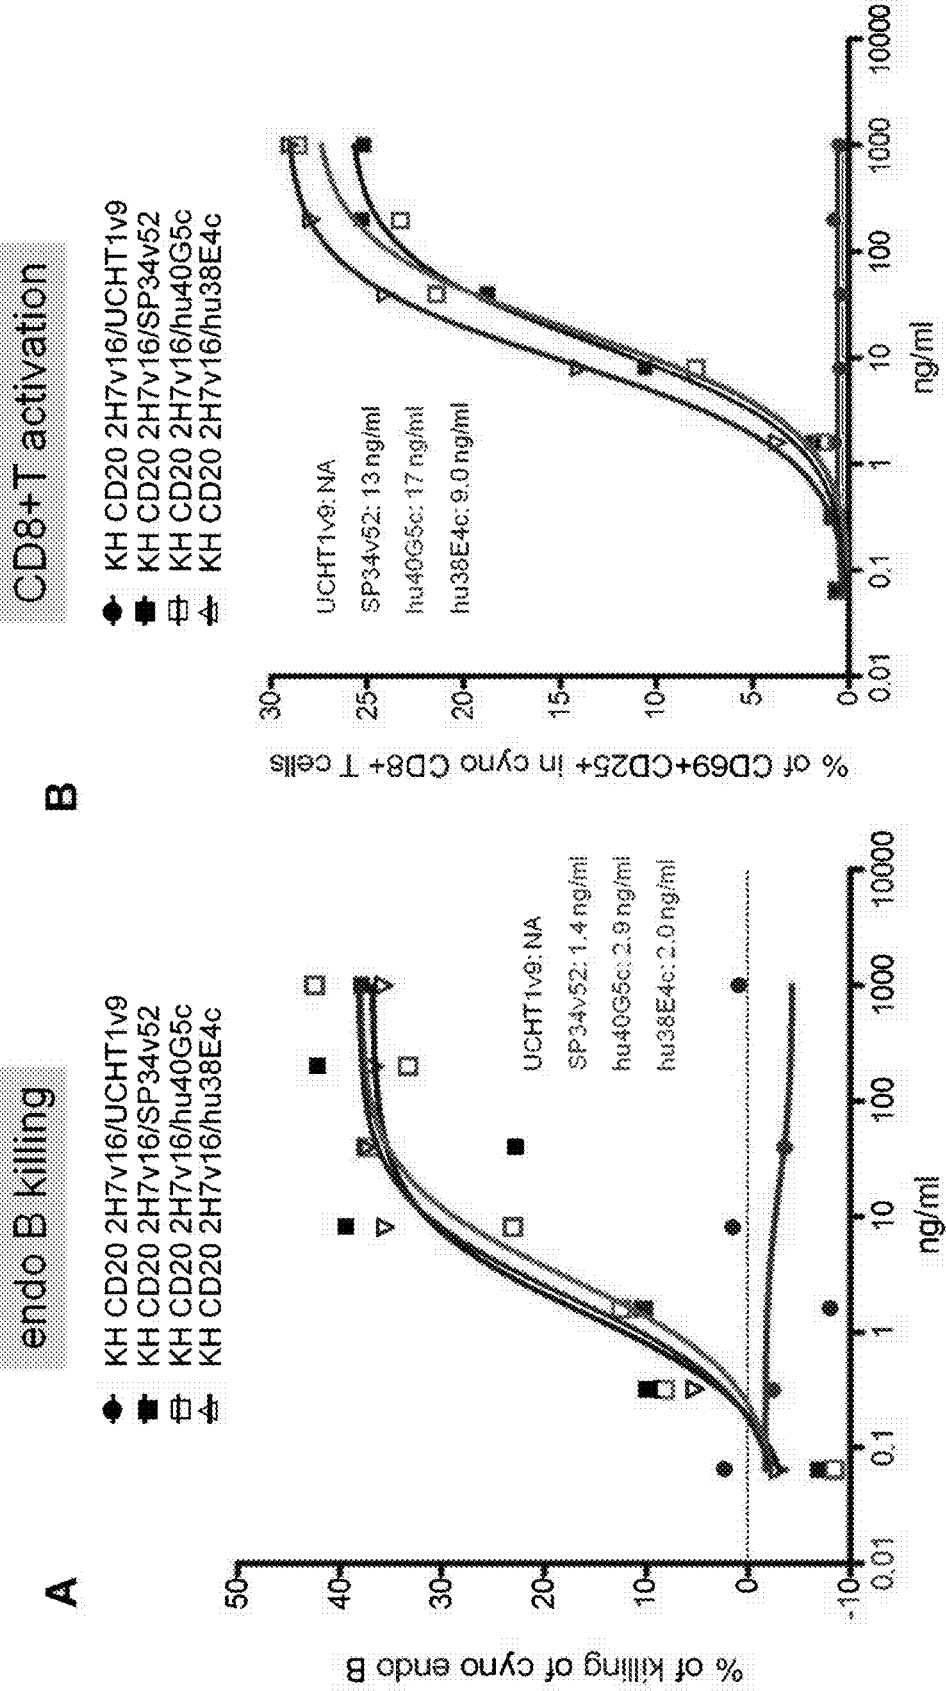 A
endo B killing
KH CD20 2H7v16/UCHT1v9
KH CD20 2H7v16/SP34v52
KH CD20 2H7v16/hu40G5c
KH CD20 2H7v16/hu38E4c
% of killing of cyno endo B
50
40
30
20
10
0
-10
UCHT1v9: NA
SP34v52: 1.4 ng/ml
hu40G5c: 2.9 ng/ml
hu38E4c: 2.0 ng/ml
0.01 0.1 1 10 100 1000 10000
ng/ml
B
CD8+T activation
KH CD20 2H7v16/UCHT1v9
KH CD20 2H7v16/SP34v52
KH CD20 2H7v16/hu40G5c
KH CD20 2H7v16/hu38E4c
% of CD69+CD25+ in cyno CD8+ T cells
30
25
20
15
10
5
0
UCHT1v9: NA
SP34v52: 13 ng/ml
hu40G5c: 17 ng/ml
hu38E4c: 9.0 ng/ml
0.01 0.1 1 10 100 1000 10000
ng/ml